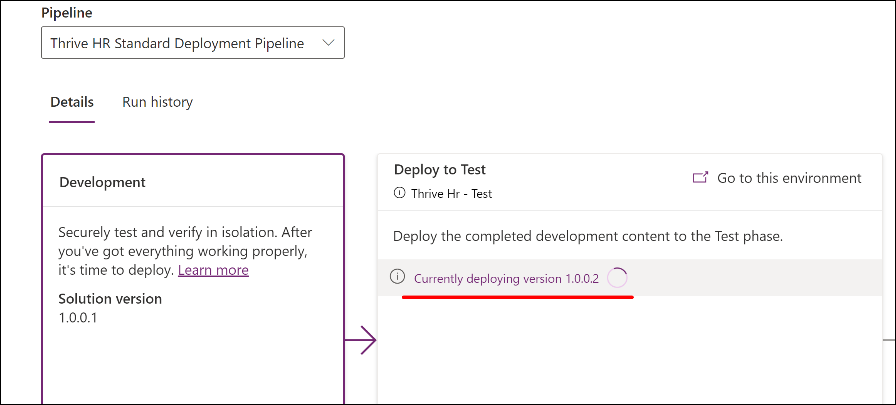 Pipeline
Thrive HR Standard Deployment Pipeline
Details Run history
Development
Securely test and verify in isolation. After
you've got everything working properly,
it's time to deploy. Learn more
Solution version
1.0.0.1
Deploy to Test
Thrive Hr - Test
Go to this environment
Deploy the completed development content to the Test phase.
Currently deploying version 1.0.0.2